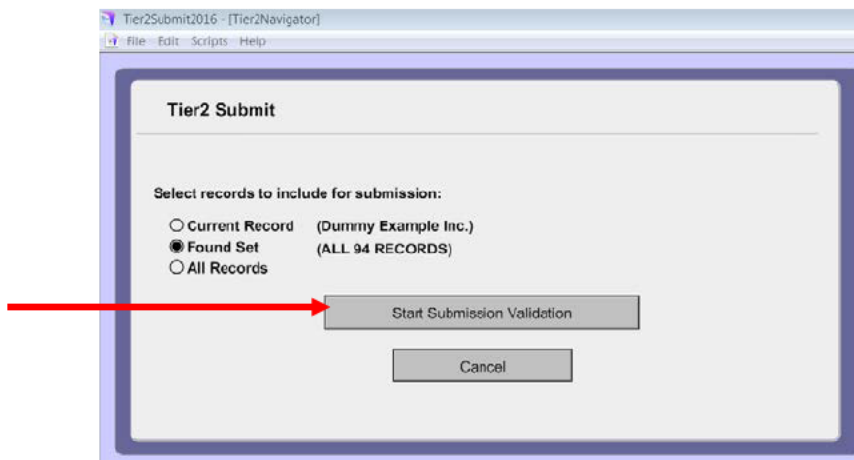 Tier2Submit2016 - [Tier2Navigator]
File Edit Scripts Help
Tier2 Submit
Select records to include for submission:
Current Record (Dummy Example Inc.)
Found Set (ALL 94 RECORDS)
All Records
Start Submission Validation
Cancel